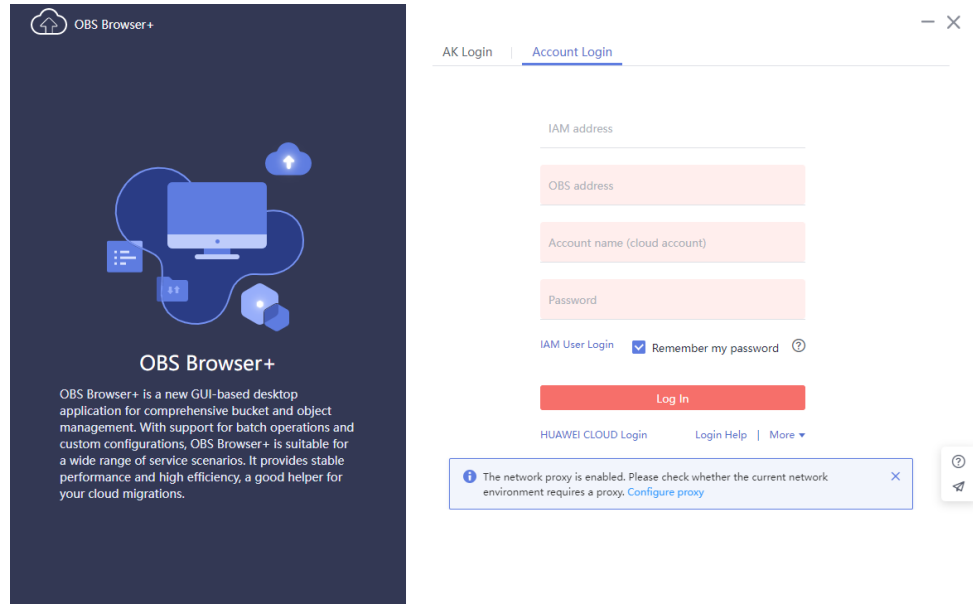 OBS Browser+
AK Login | Account Login
IAM address
OBS address
Account name (cloud account)
Password
IAM User Login Remember my password ?
Log In
HUAWEI CLOUD Login Login Help | More
The network proxy is enabled. Please check whether the current network
environment requires a proxy. Configure proxy
OBS Browser+
OBS Browser+ is a new GUI-based desktop
application for comprehensive bucket and object
management. With support for batch operations and
custom configurations, OBS Browser+ is suitable for
a wide range of service scenarios. It provides stable
performance and high efficiency, a good helper for
your cloud migrations.